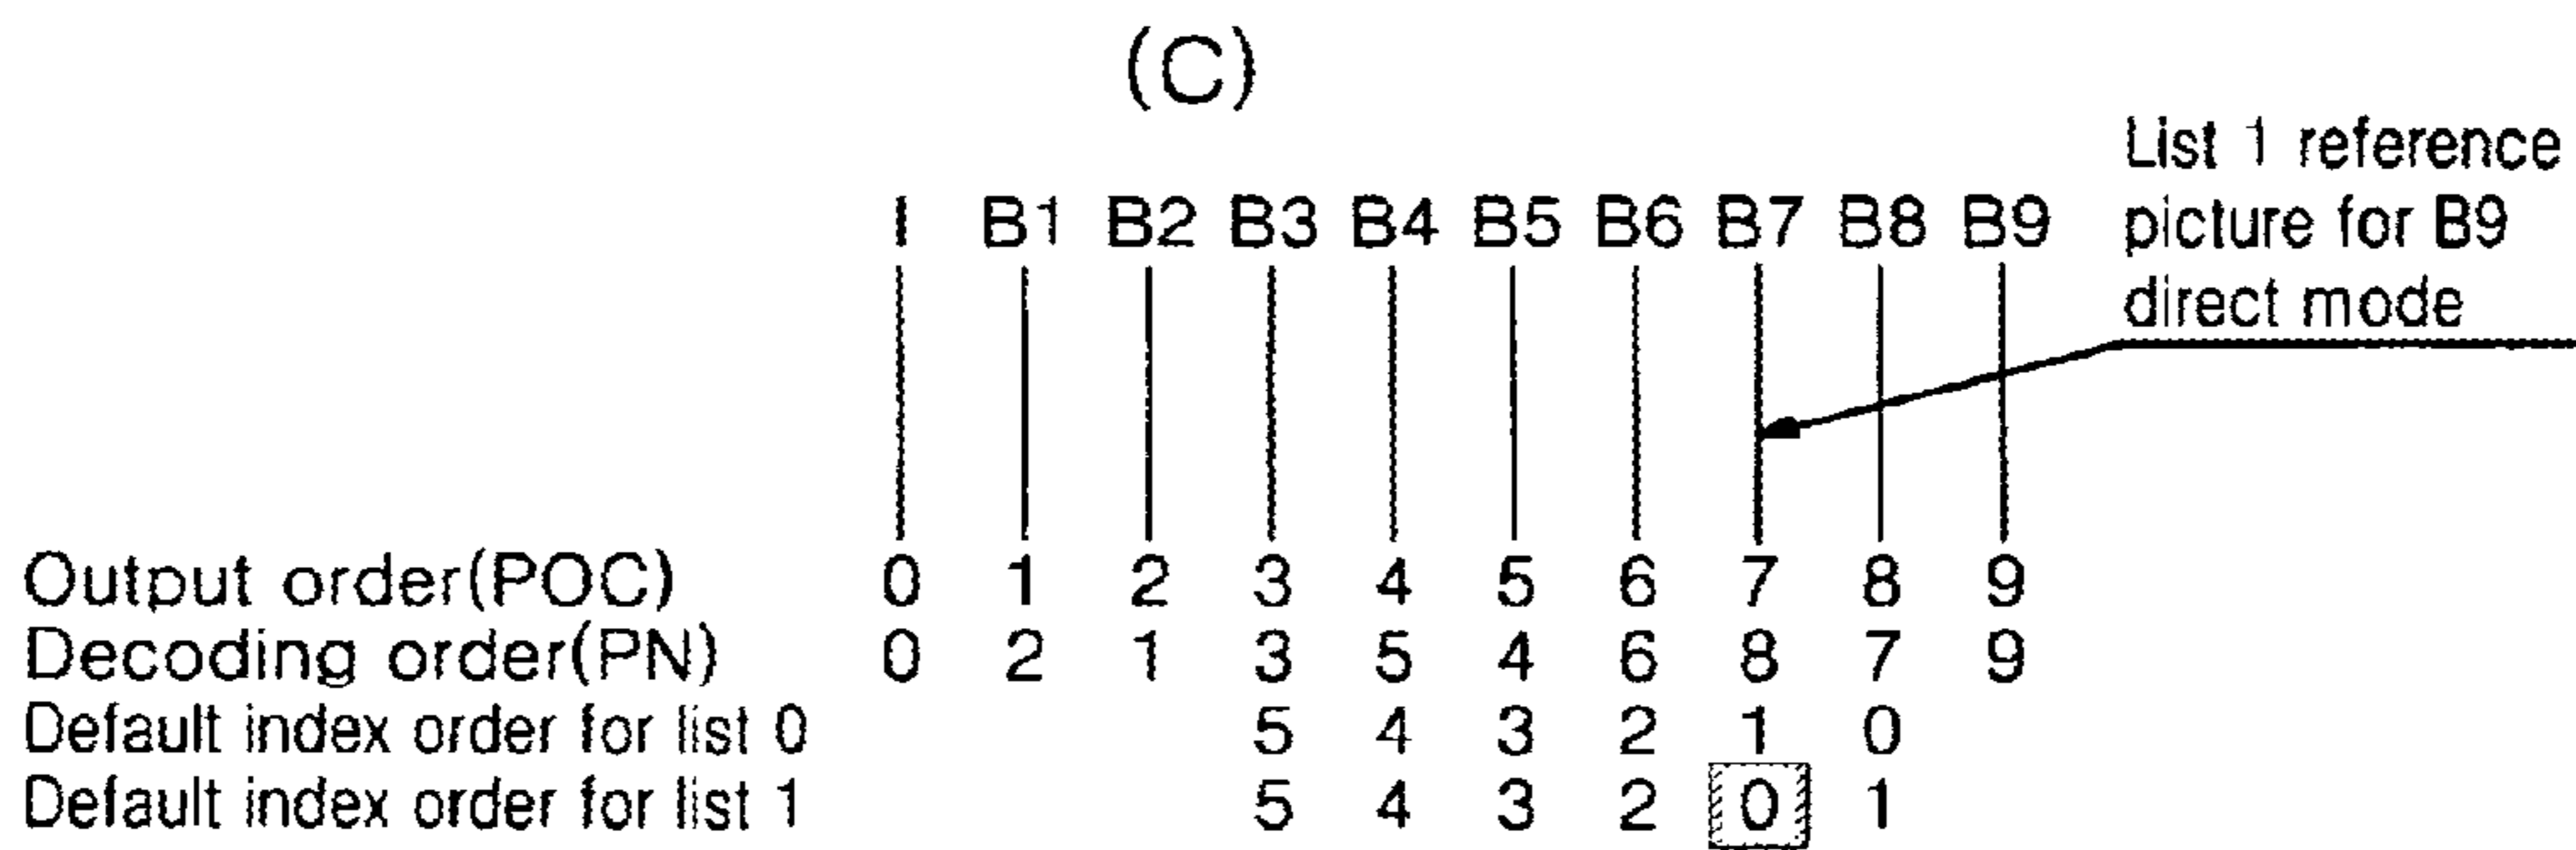 (C)
List 1 reference
picture for B9
direct mode
I B1 B2 B3 B4 B5 B6 B7 B8 B9
Output order(POC) 0 1 2 3 4 5 6 7 8 9
Decoding order(PN) 0 2 1 3 5 4 6 8 7 9
Default index order for list 0 5 4 3 2 1 0
Default index order for list 1 5 4 3 2 0 1